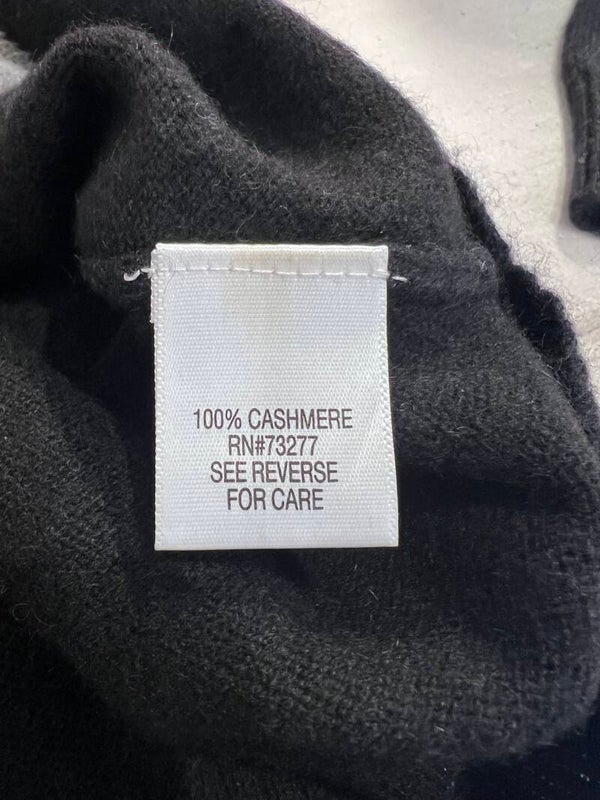 100% CASHMERE
RN#73277
SEE REVERSE
FOR CARE